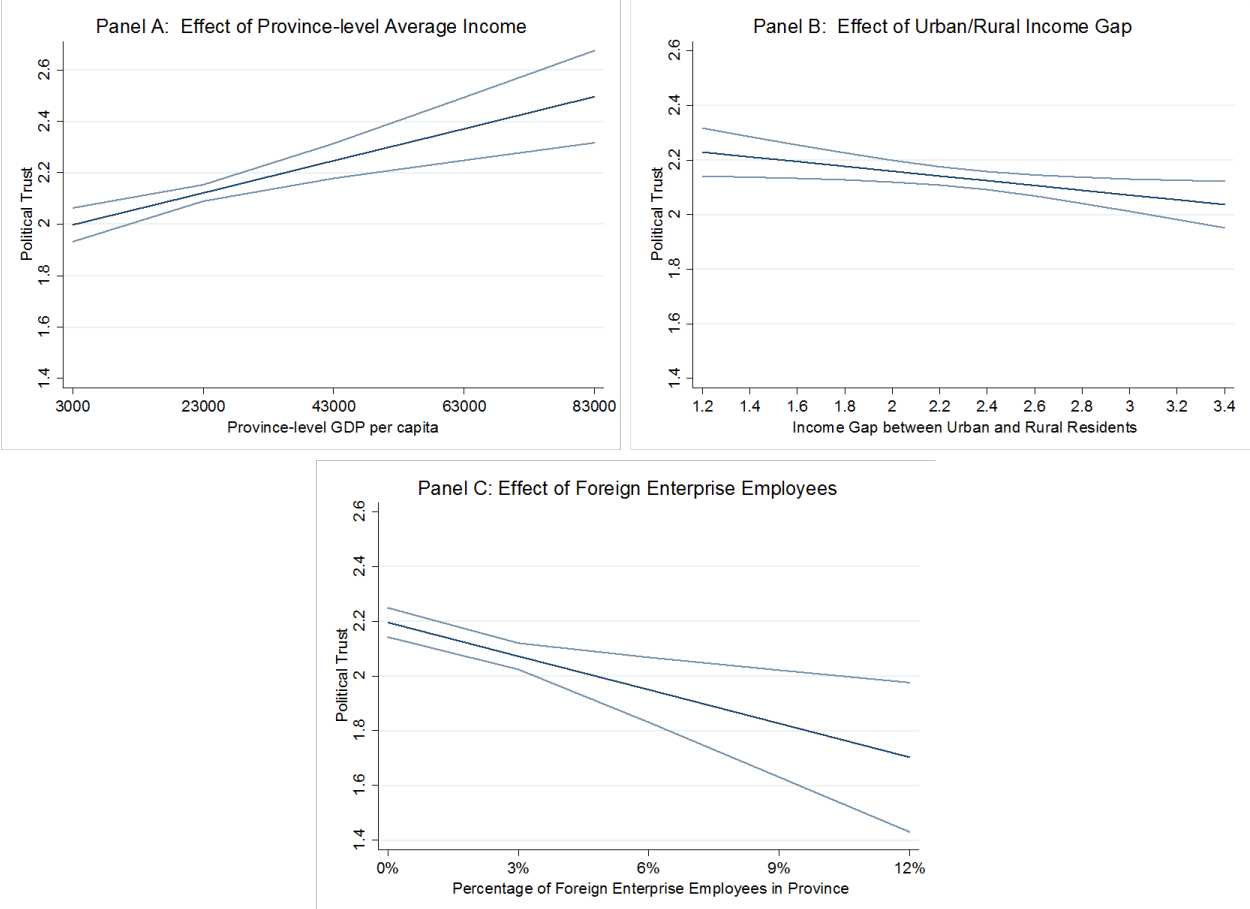 Panel A:  Effect of Province-level Average Income
Political Trust
2.6
2.4
2.2
2
1.8
1.6
1.4
3000 23000 43000 63000 83000
Province-level GDP per capita
Panel B:  Effect of Urban/Rural Income Gap
Political Trust
2.6
2.4
2.2
2
1.8
1.6
1.4
1.2 1.4 1.6 1.8 2 2.2 2.4 2.6 2.8 3 3.2 3.4
Income Gap between Urban and Rural Residents
Panel C: Effect of Foreign Enterprise Employees
Political Trust
2.6
2.4
2.2
2
1.8
1.6
1.4
0% 3% 6% 9% 12%
Percentage of Foreign Enterprise Employees in Province